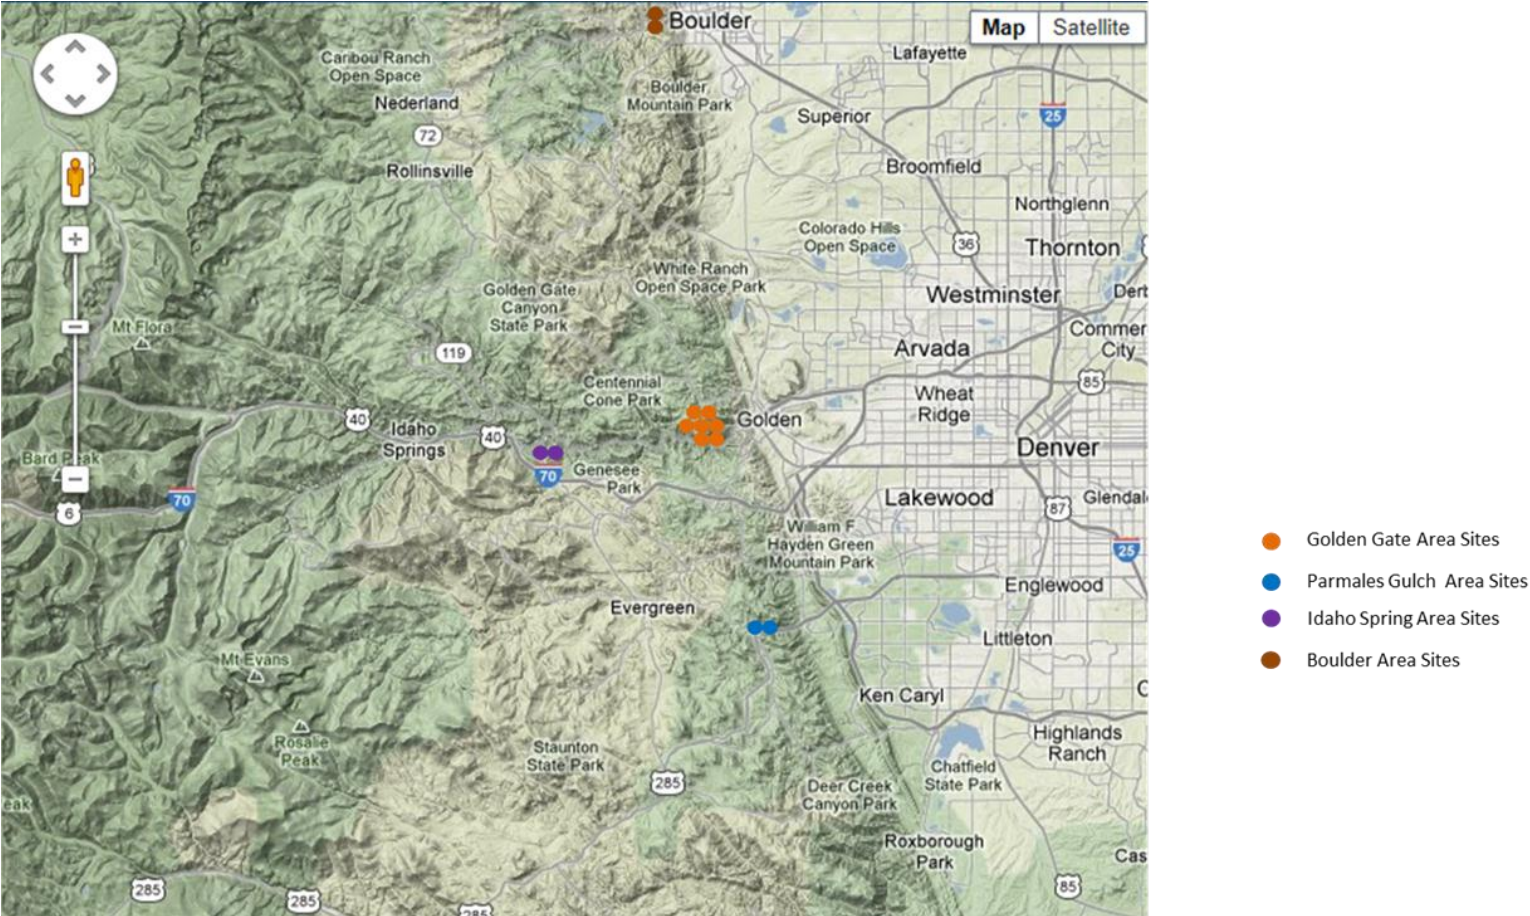 Boulder
Map
Satellite
Lafayette
Caribou Ranch
Open Space
Nederland
Boulder
Mountain Park
Superior
25
72
Rollinsville
Broomfield
Northglenn
Colorado Hills
Open Space
36
Thornton
White Ranch
Open Space Park
Golden Gate
Canyon
State Park
Westminster
Dert
Mt Flora
Commer
City
119
Arvada
Centennial
Cone Park
85
Wheat
Ridge
40
Idaho
Springs
40
Golden
Denver
Bard Peak
70
Genesee
Park
70
6
Lakewood
87
Glendal
William F
Hayden Green
Mountain Park
25
Golden Gate Area Sites
Parmales Gulch Area Sites
Idaho Spring Area Sites
Boulder Area Sites
Englewood
Evergreen
Littleton
Mt Evans
Ken Caryl
C
Rosalie
Peak
Staunton
State Park
Highlands
Ranch
285
Chatfield
State Park
Deer Creek
Canyon Park
eak
Roxborough
Park
Cas
285
285
285
85